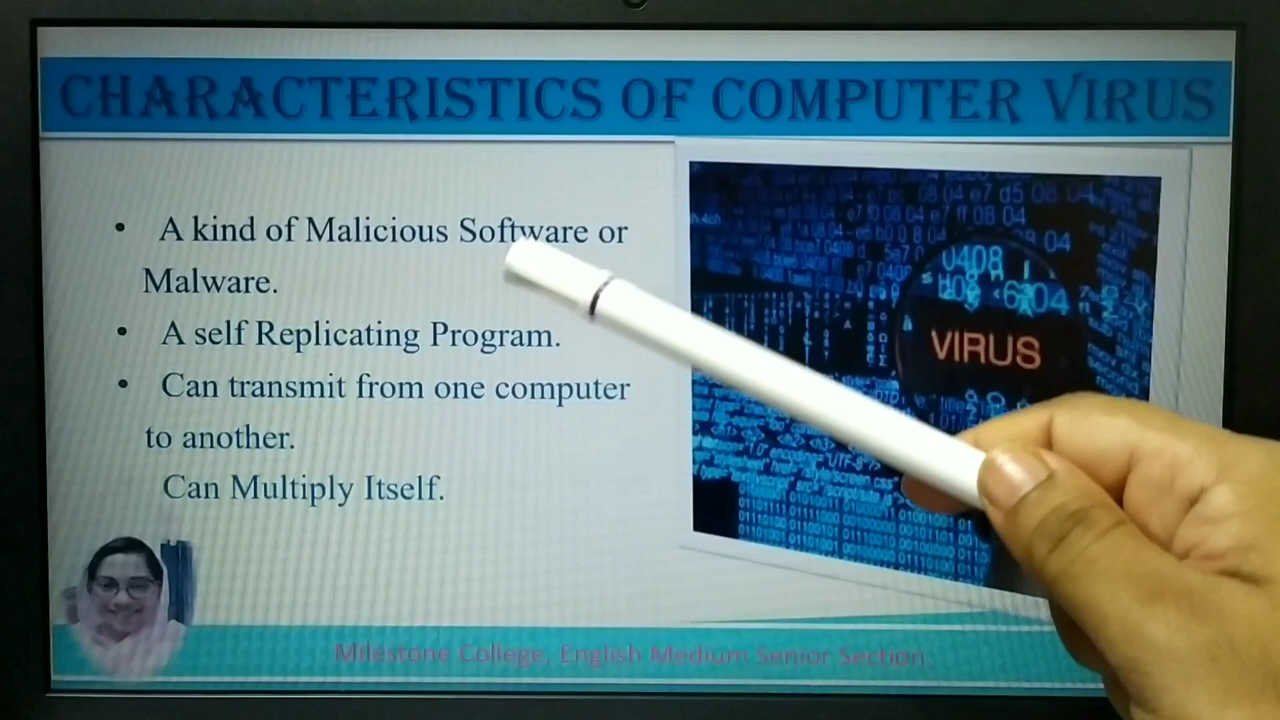 CHARACTERISTICS OF COMPUTER VIRUS
• A kind of Malicious Software or
Malware.
• A self Replicating Program.
• Can transmit from one computer
to another.
Can Multiply Itself.
VIRUS
Milestone College, English Medium Senior Section.